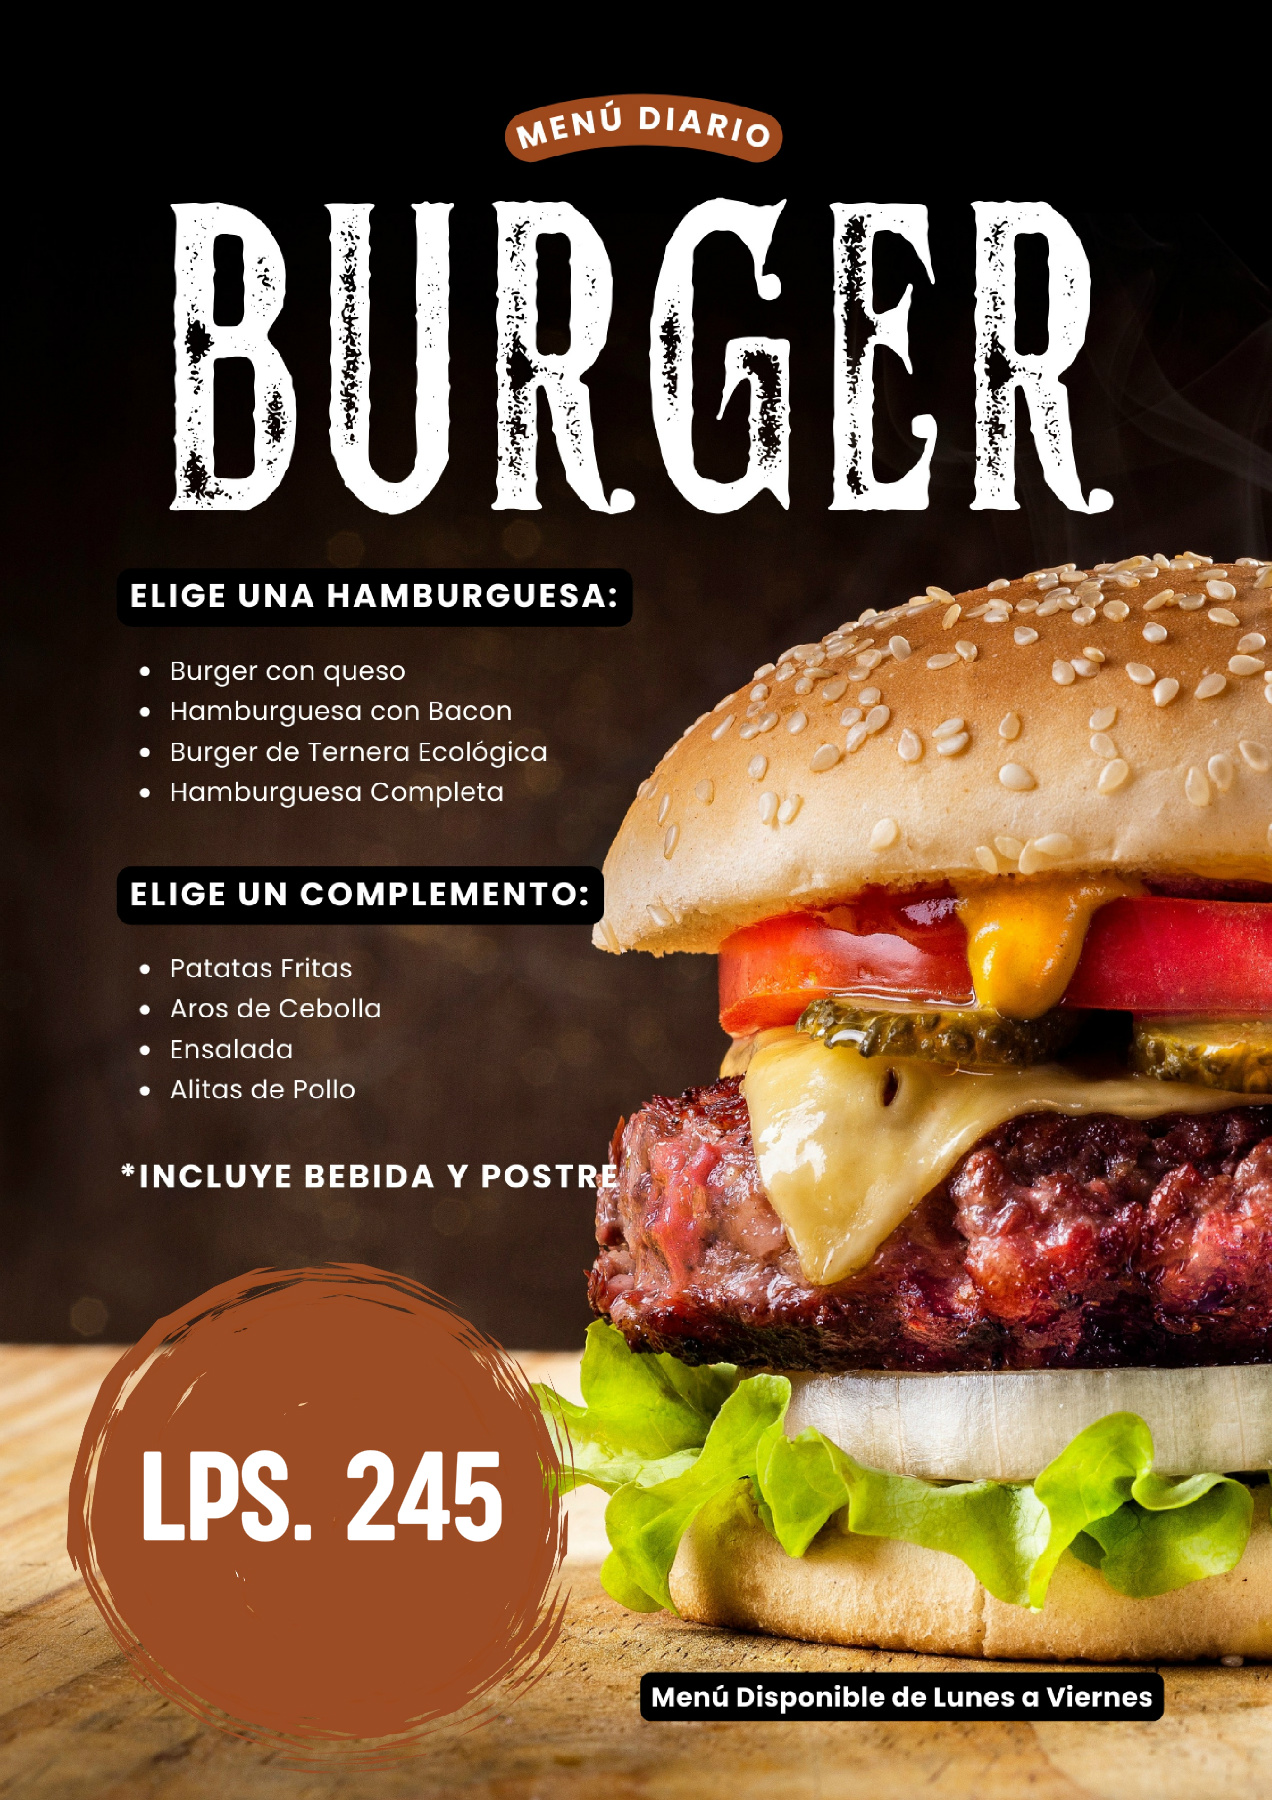 MENÚ DIARIO
BURGER
ELIGE UNA HAMBURGUESA:
• Burger con queso
• Hamburguesa con Bacon
• Burger de Ternera Ecológica
• Hamburguesa Completa
ELIGE UN COMPLEMENTO:
• Patatas Fritas
• Aros de Cebolla
• Ensalada
• Alitas de Pollo
*INCLUYE BEBIDA Y POSTRE
LPS. 245
Menú Disponible de Lunes a Viernes